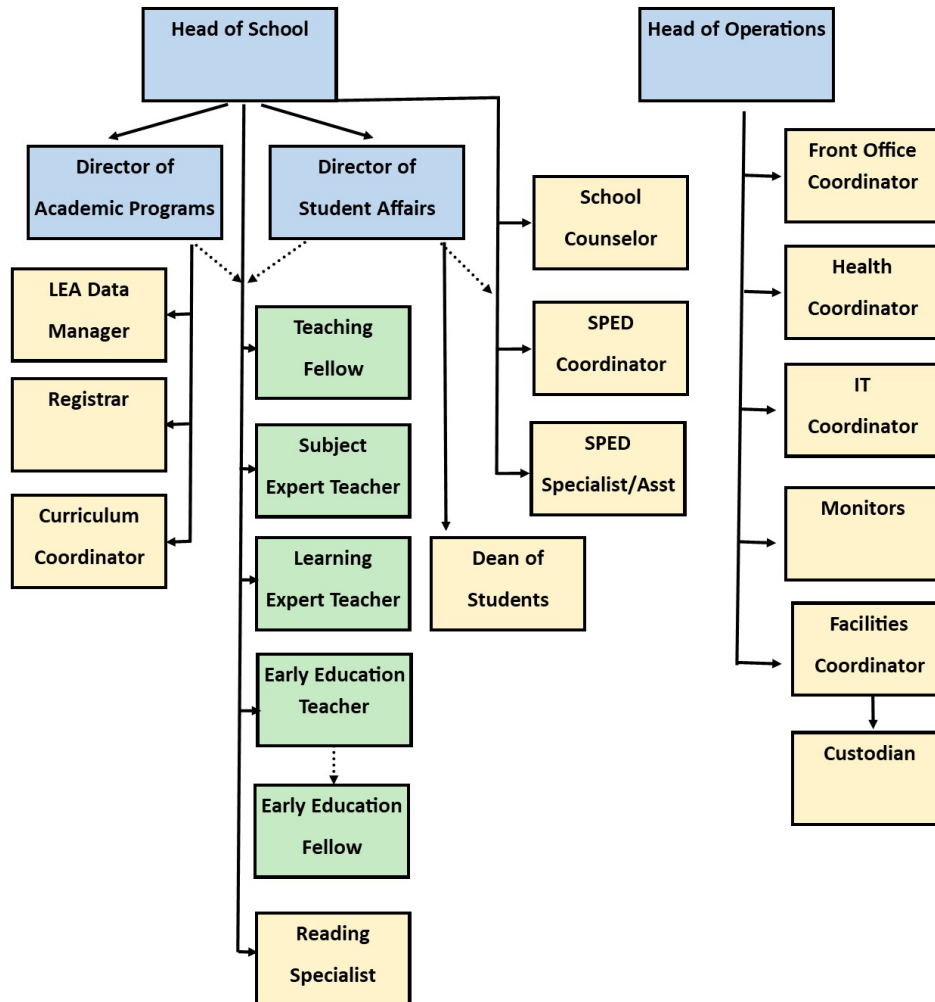 Head of School
Head of Operations
Director of
Academic Programs
Director of
Student Affairs
Front Office
Coordinator
School
Counselor
LEA Data
Manager
Health
Coordinator
Teaching
Fellow
SPED
Coordinator
Registrar
IT
Coordinator
Subject
Expert Teacher
SPED
Specialist/Asst
Curriculum
Coordinator
Monitors
Learning
Expert Teacher
Dean of
Students
Facilities
Coordinator
Early Education
Teacher
Custodian
Early Education
Fellow
Reading
Specialist